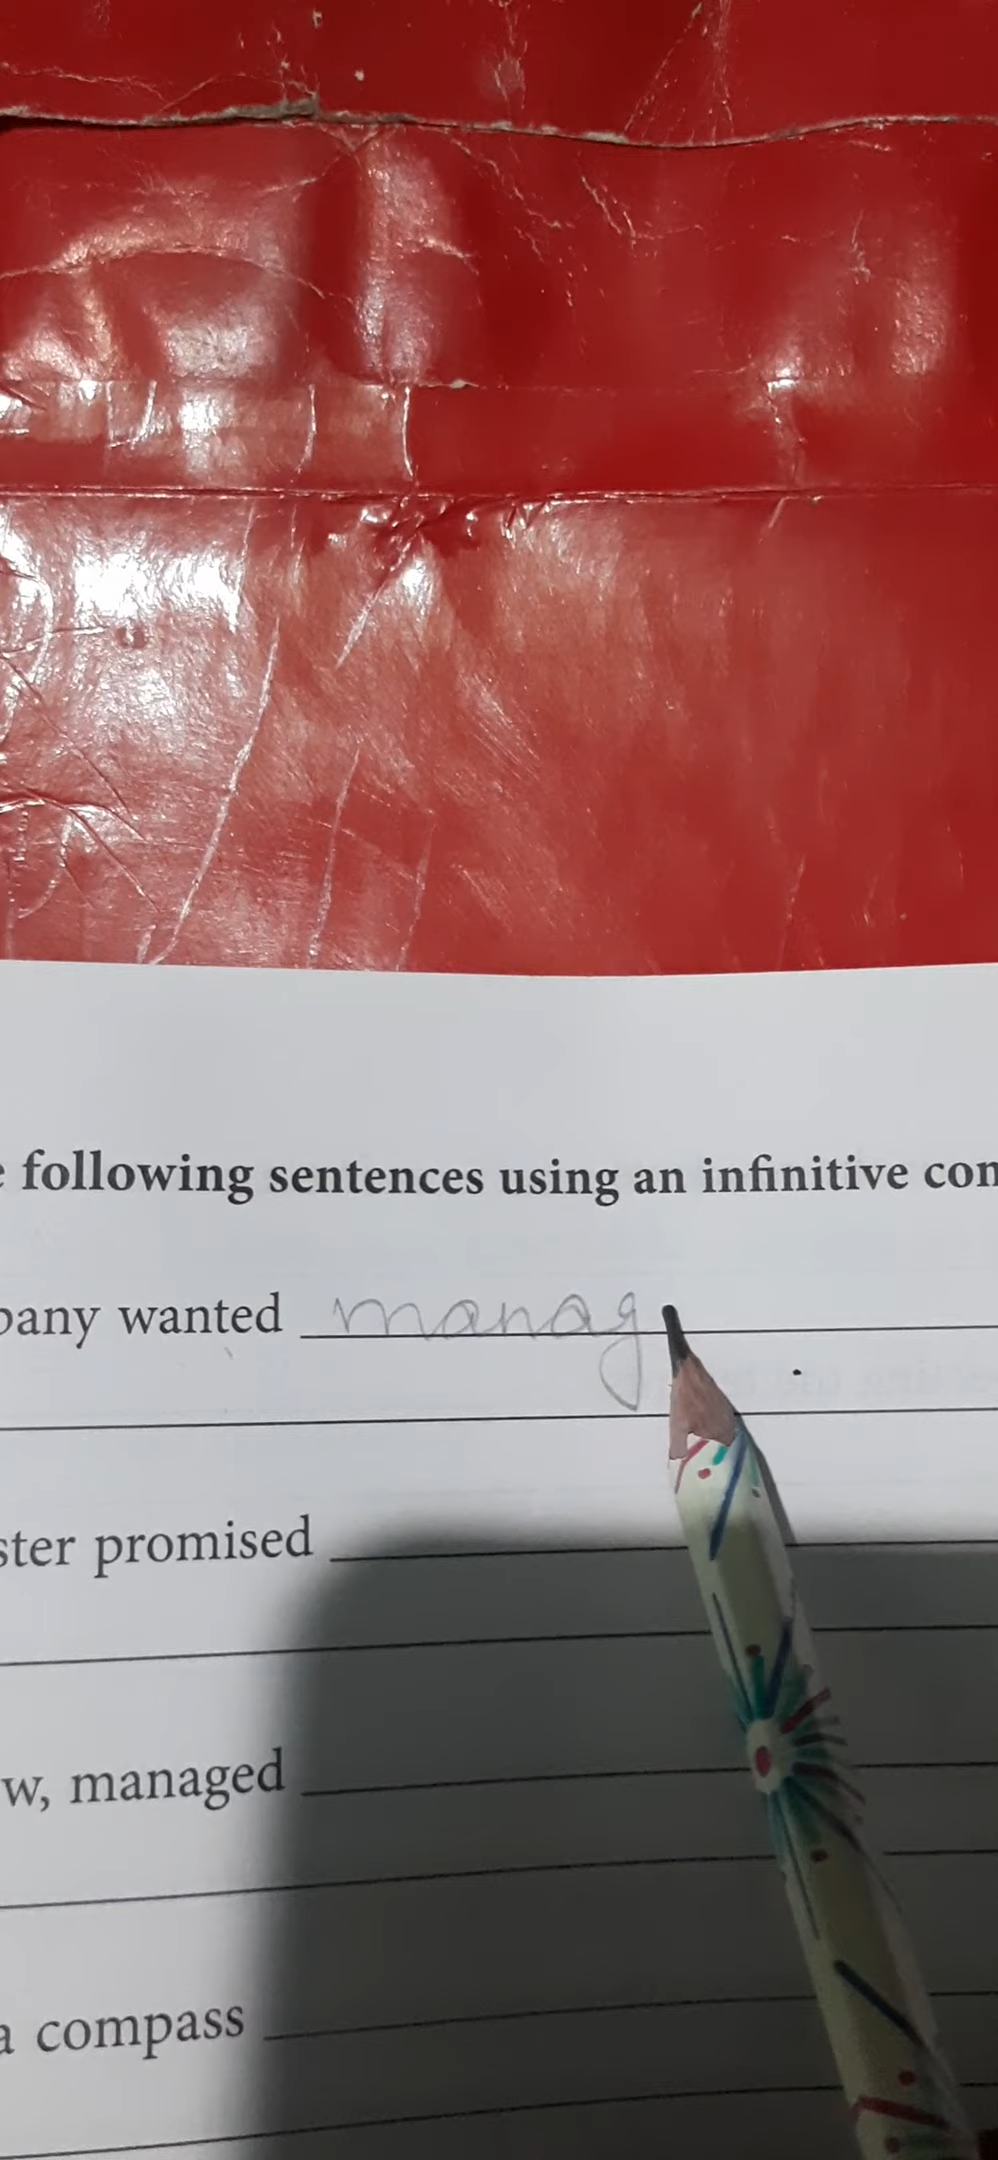 following sentences using an infinitive con
pany wanted manag
ster promised
w, managed
a compass